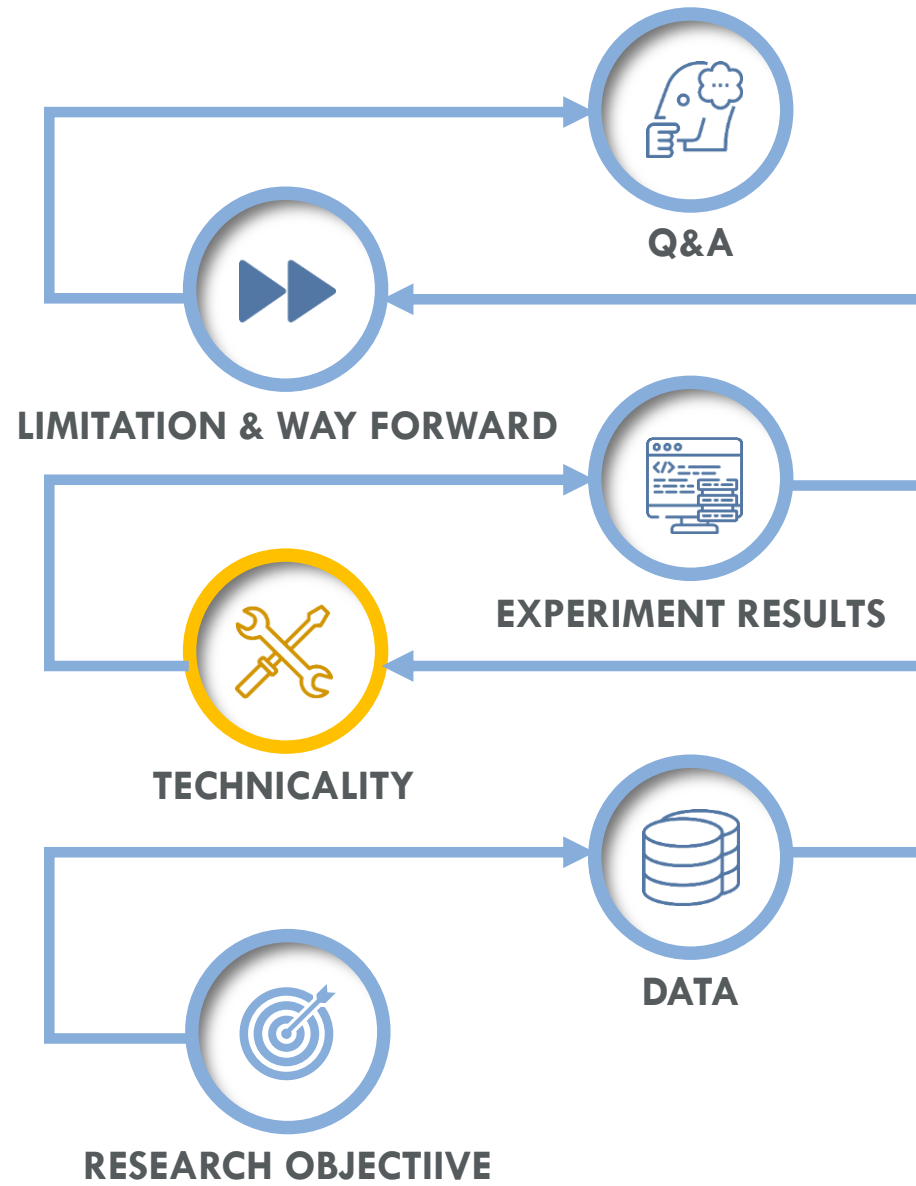 Q&A
LIMITATION & WAY FORWARD
EXPERIMENT RESULTS
TECHNICALITY
DATA
RESEARCH OBJECTIIVE